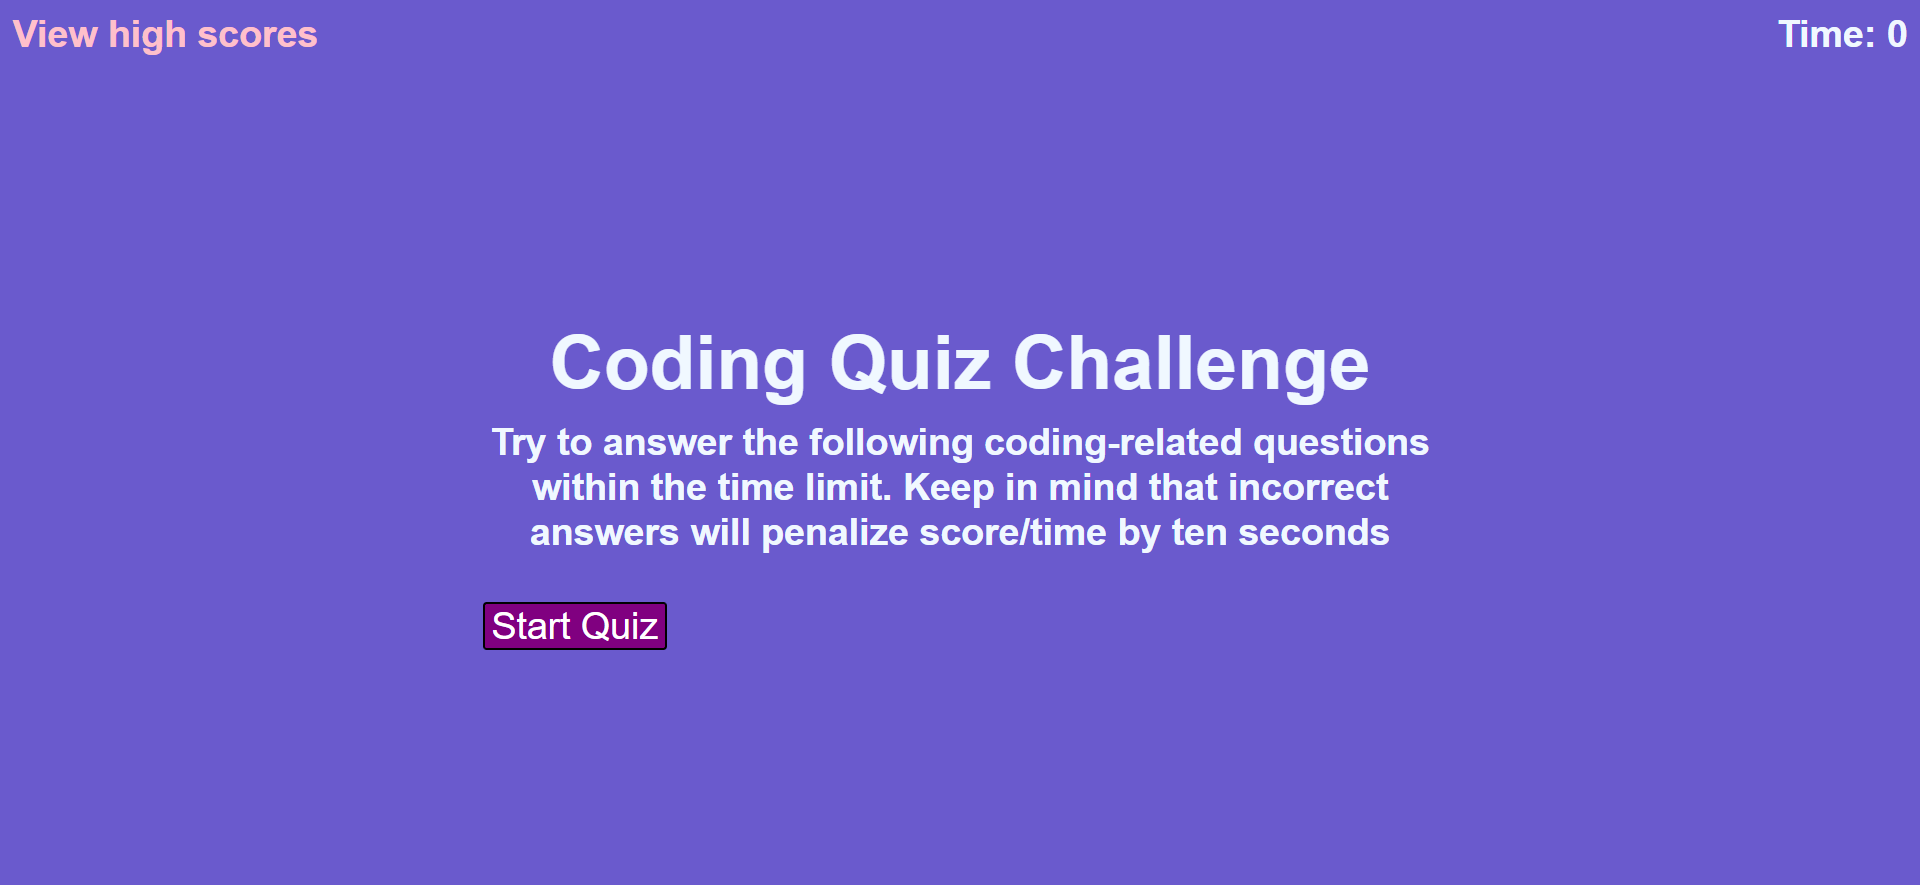 View high scores
Time: 0
Coding Quiz Challenge
Try to answer the following coding-related questions
within the time limit. Keep in mind that incorrect
answers will penalize score/time by ten seconds
Start Quiz